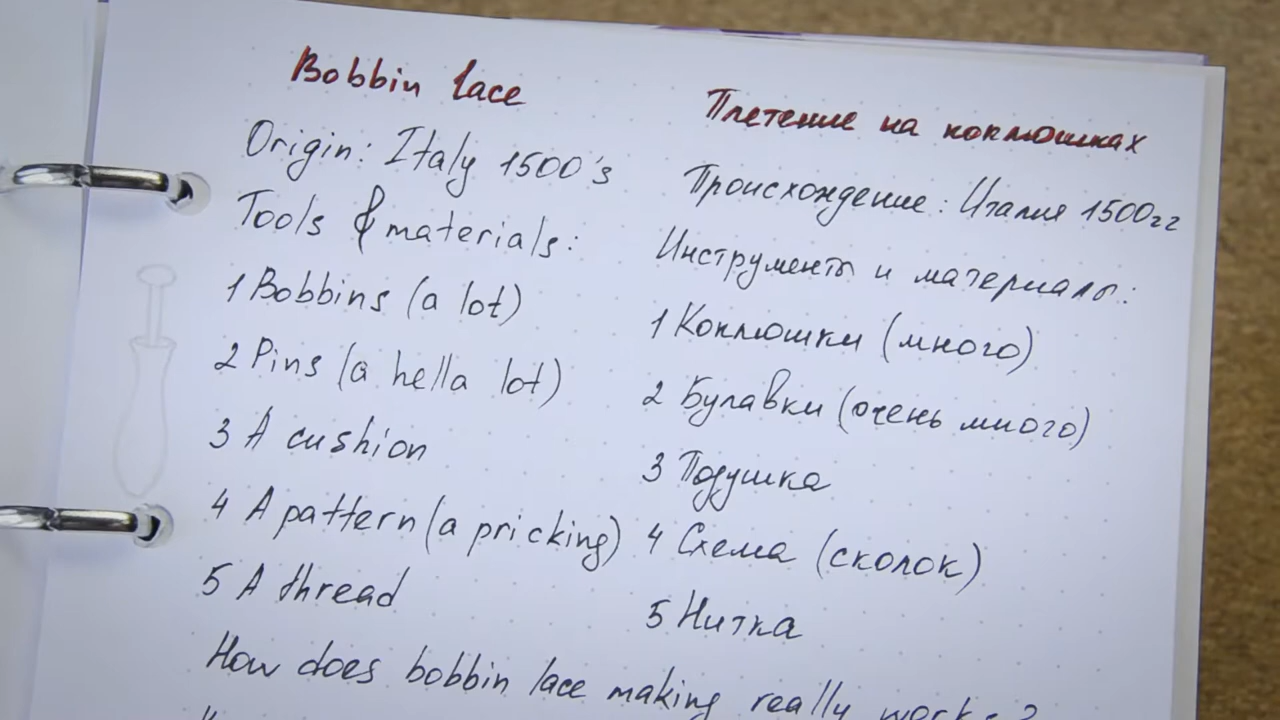 Bobbin lace
Origin: Italy 1500's
Tools & materials:
1 Bobbins (a lot)
2 Pins (a hella lot)
3 A cushion
4 A pattern (a pricking)
5 A thread
Плетение на коклюшках
Происхождение: Италия 1500гг
Инструменты и материалы:
1 Коклюшки (много)
2 Булавки (очень много)
3 Подушка
4 Схема (сколок)
5 Нитка
How does bobbin lace making really work?